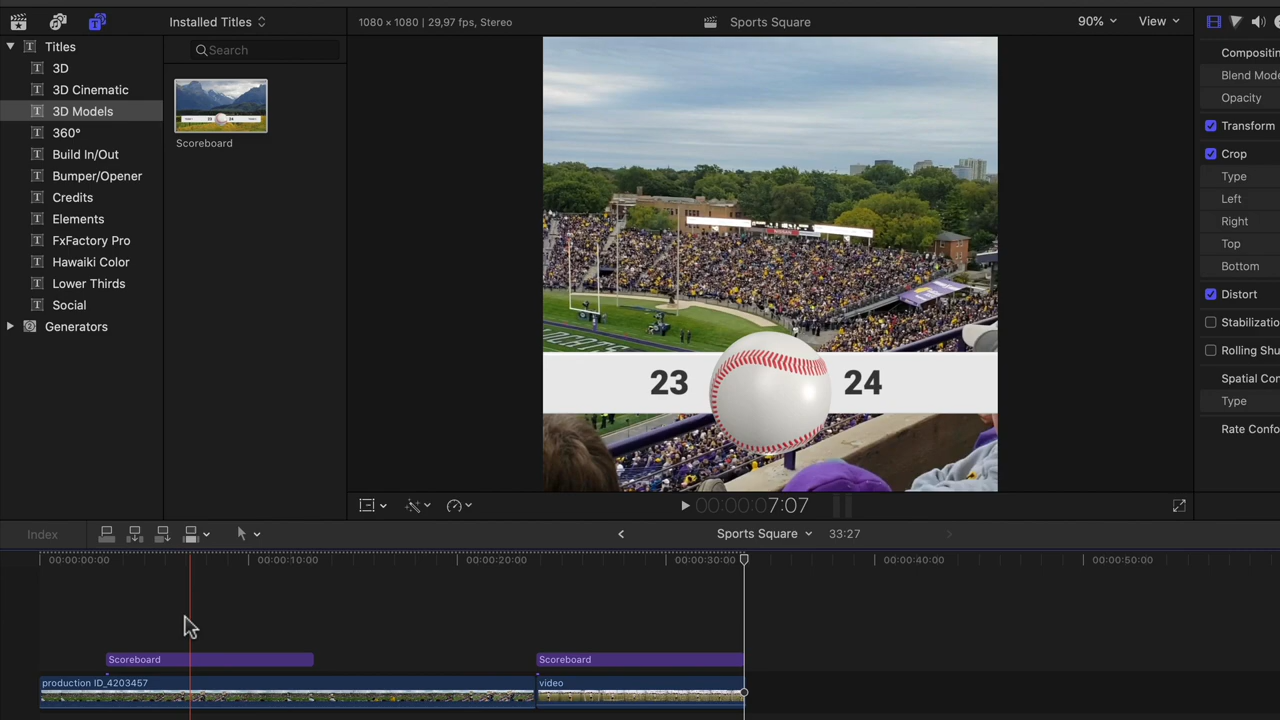 Installed Titles
1080 × 1080 | 29,97 fps, Stereo
Sports Square
90%
View
Titles
3D
3D Cinematic
3D Models
360°
Build In/Out
Bumper/Opener
Credits
Elements
FxFactory Pro
Hawaiki Color
Lower Thirds
Social
Generators
Search
Scoreboard
23
24
Compositin
Blend Mode
Opacity
Transform
Crop
Type
Left
Right
Top
Bottom
Distort
Stabilizatio
Rolling Shu
Spatial Con
Type
Rate Confo
00:00:00:07:07
Index
Sports Square
33:27
00:00:00:00
00:00:10:00
00:00:20:00
00:00:30:00
00:00:40:00
00:00:50:00
Scoreboard
Scoreboard
production ID_4203457
video